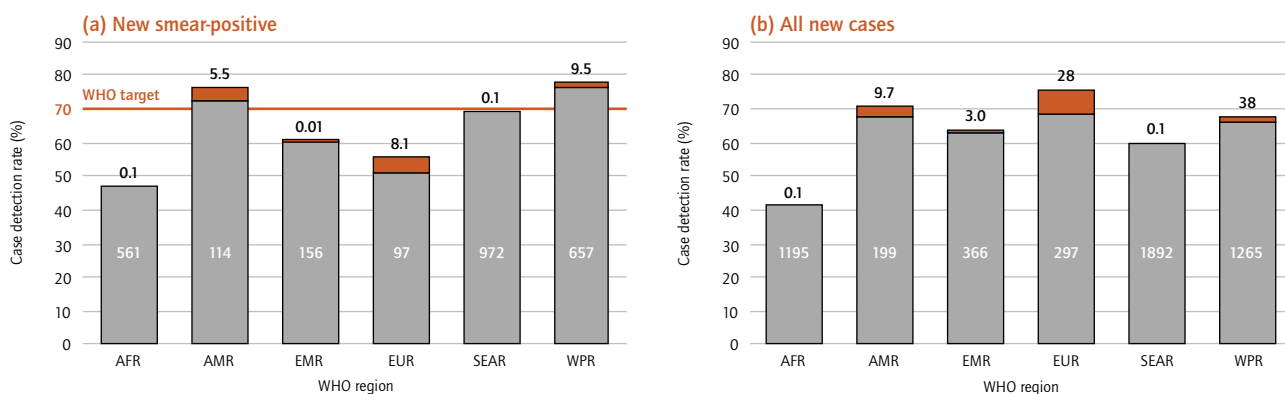 (a) New smear-positive
90
80
70
60
50
40
30
20
10
0
Case detection rate (%)
WHO target
0.1
5.5
0.01
8.1
0.1
9.5
561
114
156
97
972
657
AFR
AMR
EMR
EUR
SEAR
WPR
WHO region
(b) All new cases
90
80
70
60
50
40
30
20
10
0
Case detection rate (%)
0.1
9.7
3.0
28
0.1
38
1195
199
366
297
1892
1265
AFR
AMR
EMR
EUR
SEAR
WPR
WHO region